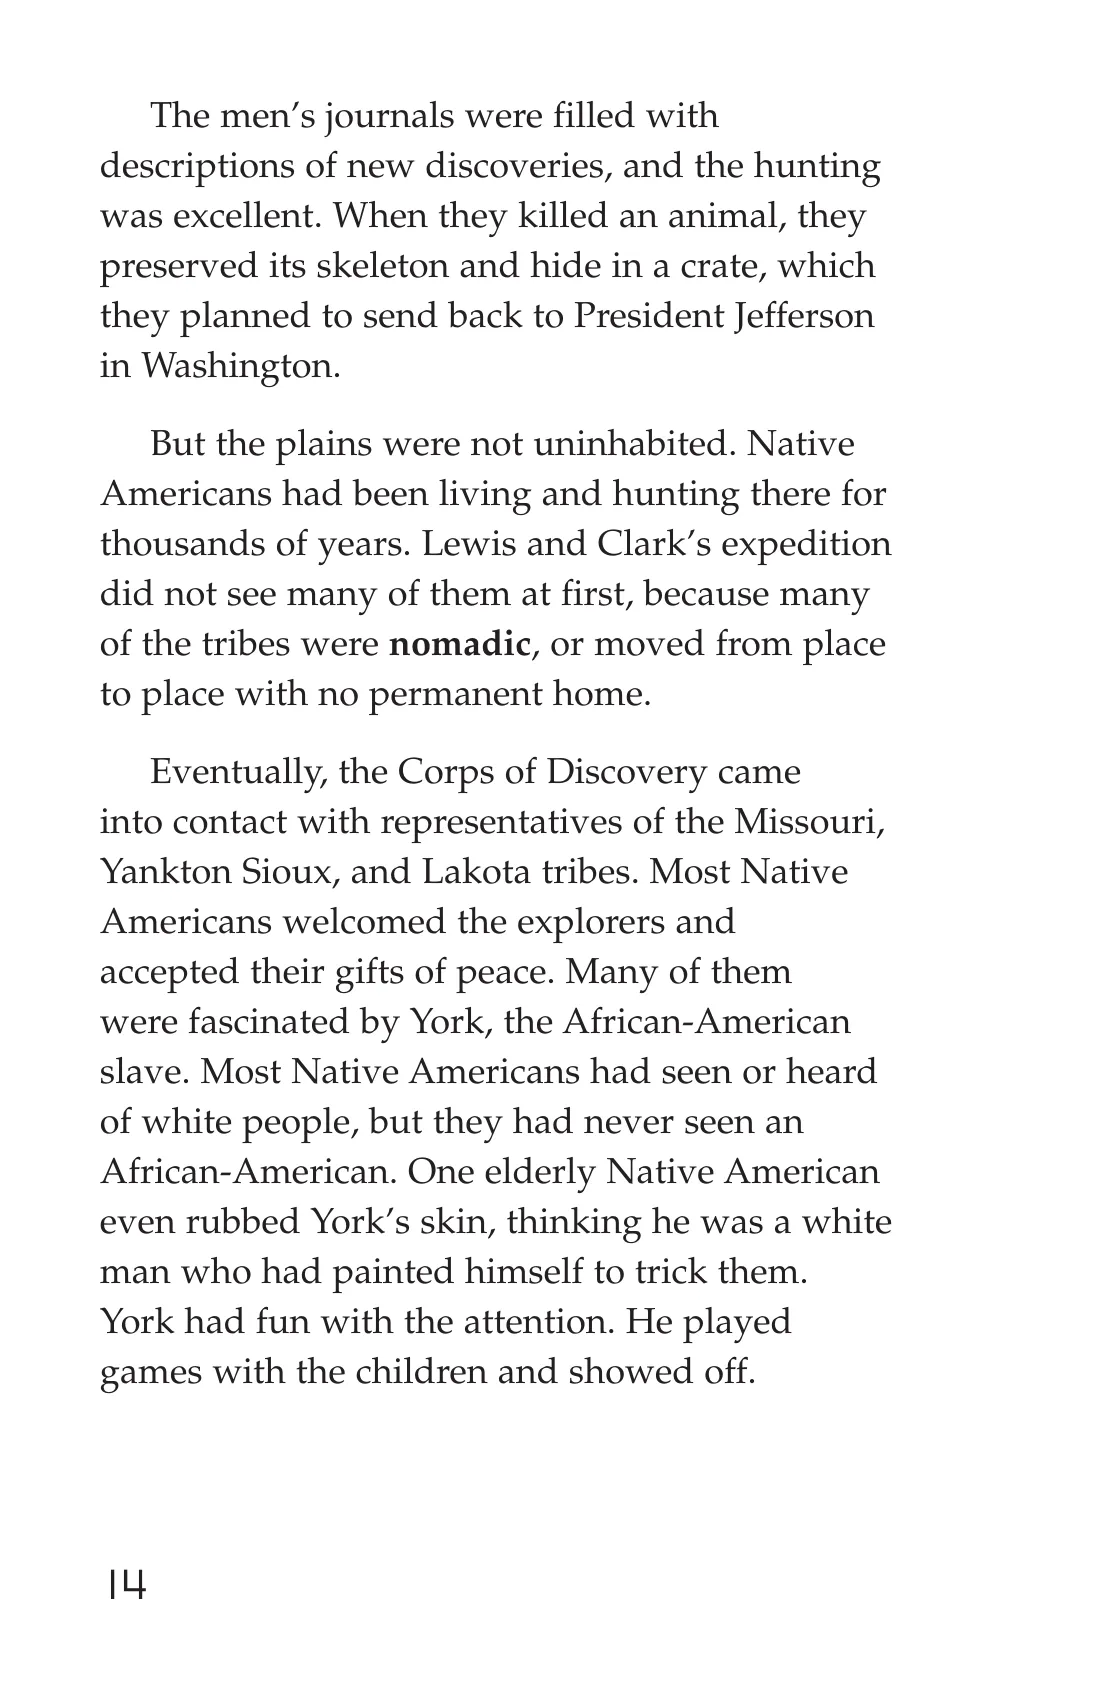 The men’s journals were filled with
descriptions of new discoveries, and the hunting
was excellent. When they killed an animal, they
preserved its skeleton and hide in a crate, which
they planned to send back to President Jefferson
in Washington.
But the plains were not uninhabited. Native
Americans had been living and hunting there for
thousands of years. Lewis and Clark’s expedition
did not see many of them at first, because many
of the tribes were nomadic, or moved from place
to place with no permanent home.
Eventually, the Corps of Discovery came
into contact with representatives of the Missouri,
Yankton Sioux, and Lakota tribes. Most Native
Americans welcomed the explorers and
accepted their gifts of peace. Many of them
were fascinated by York, the African-American
slave. Most Native Americans had seen or heard
of white people, but they had never seen an
African-American. One elderly Native American
even rubbed York’s skin, thinking he was a white
man who had painted himself to trick them.
York had fun with the attention. He played
games with the children and showed off.
14